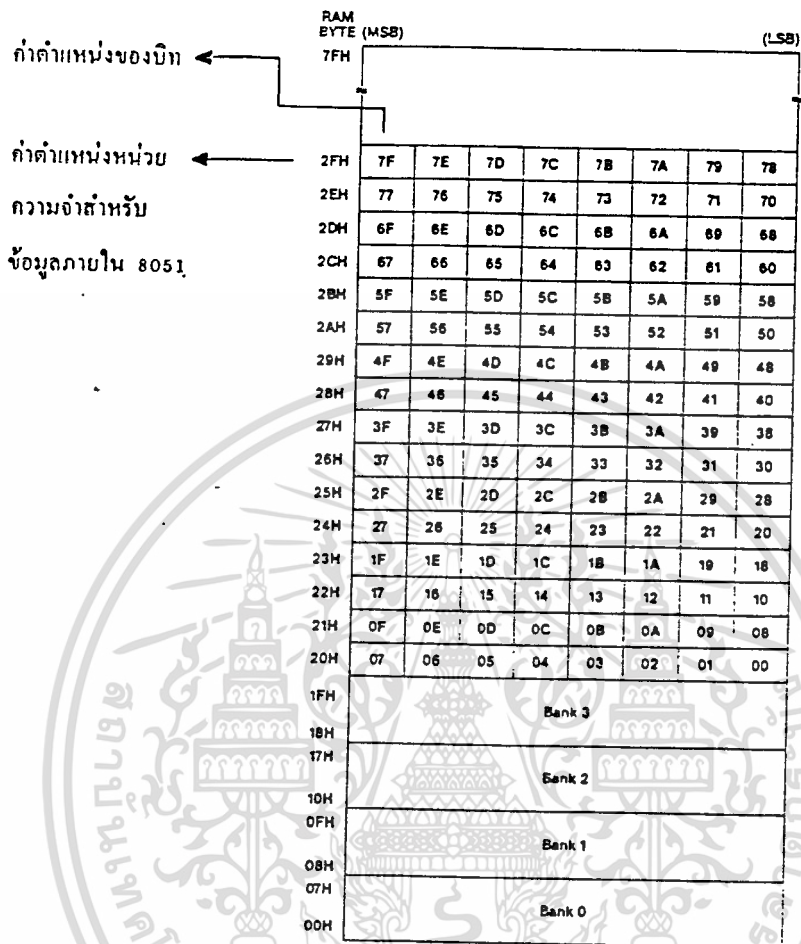 RAM
BYTE (MSB) (LSB)
7FH
ค่าตำแหน่งของบิท
ค่าตำแหน่งหน่วย
ความจำสำหรับ
ข้อมูลภายใน 8051
2FH 7F 7E 7D 7C 7B 7A 79 78
2EH 77 76 75 74 73 72 71 70
2DH 6F 6E 6D 6C 6B 6A 69 68
2CH 67 66 65 64 63 62 61 60
2BH 5F 5E 5D 5C 5B 5A 59 58
2AH 57 56 55 54 53 52 51 50
29H 4F 4E 4D 4C 4B 4A 49 48
28H 47 46 45 44 43 42 41 40
27H 3F 3E 3D 3C 3B 3A 39 38
26H 37 36 35 34 33 32 31 30
25H 2F 2E 2D 2C 2B 2A 29 28
24H 27 26 25 24 23 22 21 20
23H 1F 1E 1D 1C 1B 1A 19 18
22H 17 16 15 14 13 12 11 10
21H 0F 0E 0D 0C 0B 0A 09 08
20H 07 06 05 04 03 02 01 00
1FH
Bank 3
18H
17H
Bank 2
10H
0FH
Bank 1
08H
07H
Bank 0
00H